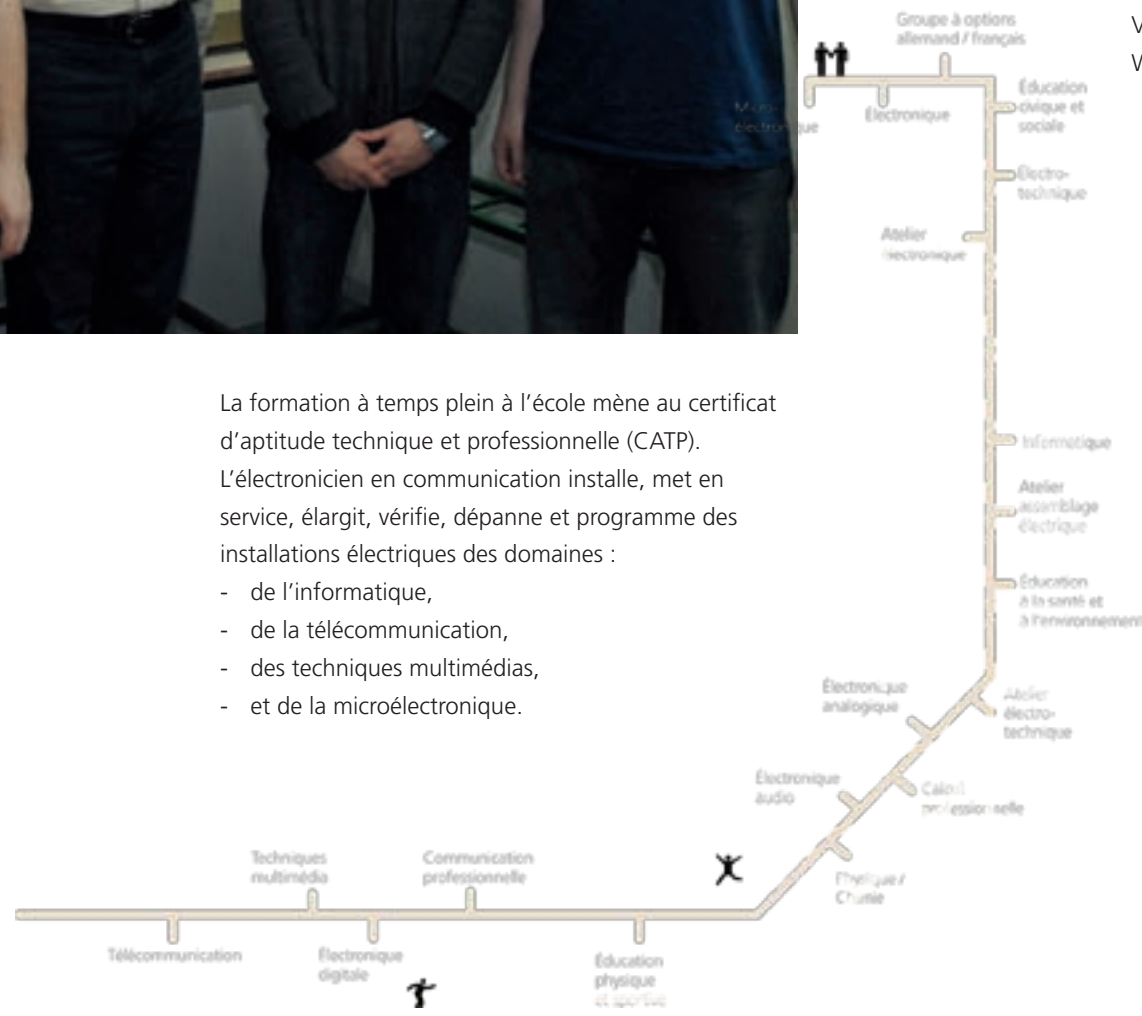 Groupe à options
allemand / français
V
W
Micro-
électronique
Électronique
Éducation
civique et
sociale
Électro-
technique
Atelier
électronique
La formation à temps plein à l’école mène au certificat
d’aptitude technique et professionnelle (CATP).
L’électronicien en communication installe, met en
service, élargit, vérifie, dépanne et programme des
installations électriques des domaines :
- de l’informatique,
- de la télécommunication,
- des techniques multimédias,
- et de la microélectronique.
Informatique
Atelier
assemblage
électrique
Éducation
à la santé et
à l'environnement
Électronique
analogique
Atelier
électro-
technique
Électronique
audio
Calcul
professionnelle
Physique /
Chimie
Techniques
multimédia
Communication
professionnelle
Télécommunication
Électronique
digitale
Éducation
physique
et sportive